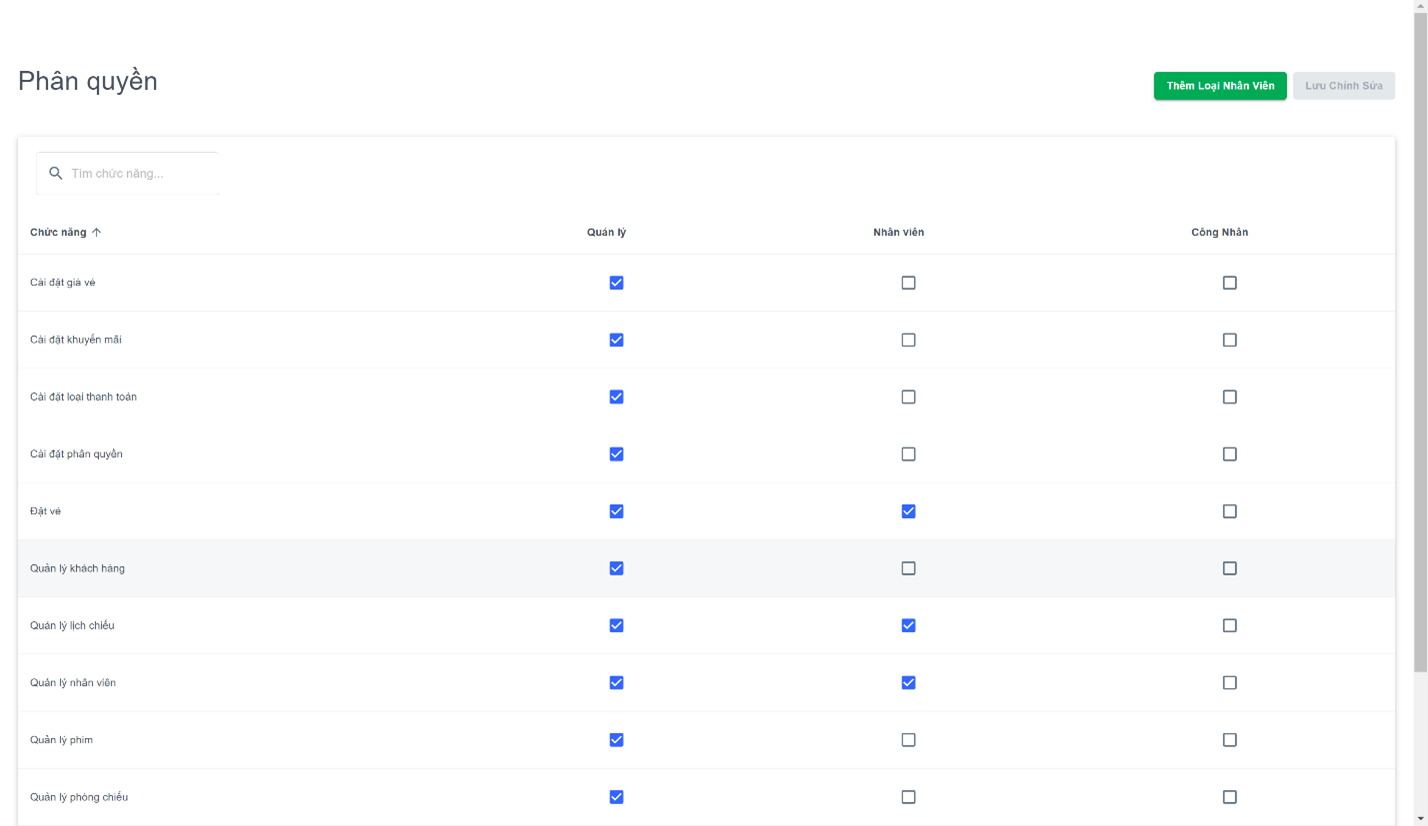 Phân quyền
Thêm Loại Nhân Viên
Lưu Chỉnh Sửa
Tìm chức năng...
Chức năng
Quản lý
Nhân viên
Công Nhân
Cài đặt giá vé
Cài đặt khuyến mãi
Cài đặt loại thanh toán
Cài đặt phân quyền
Đặt vé
Quản lý khách hàng
Quản lý lịch chiếu
Quản lý nhân viên
Quản lý phim
Quản lý phòng chiếu